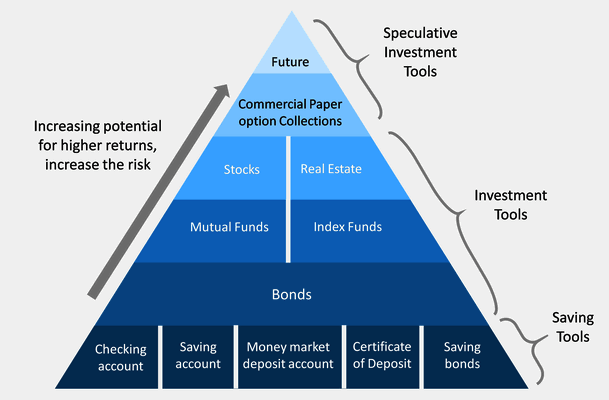 Speculative
Investment
Tools
Future
Commercial Paper
option Collections
Increasing potential
for higher returns,
increase the risk
Stocks
Real Estate
Investment
Tools
Mutual Funds
Index Funds
Bonds
Saving
Tools
Checking
account
Saving
account
Money market
deposit account
Certificate
of Deposit
Saving
bonds